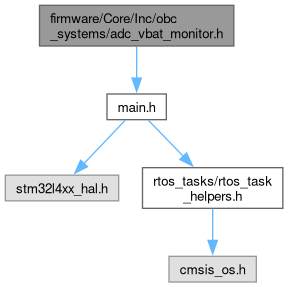 firmware/Core/Inc/obc
_systems/adc_vbat_monitor.h
main.h
stm32l4xx_hal.h
rtos_tasks/rtos_task
_helpers.h
cmsis_os.h